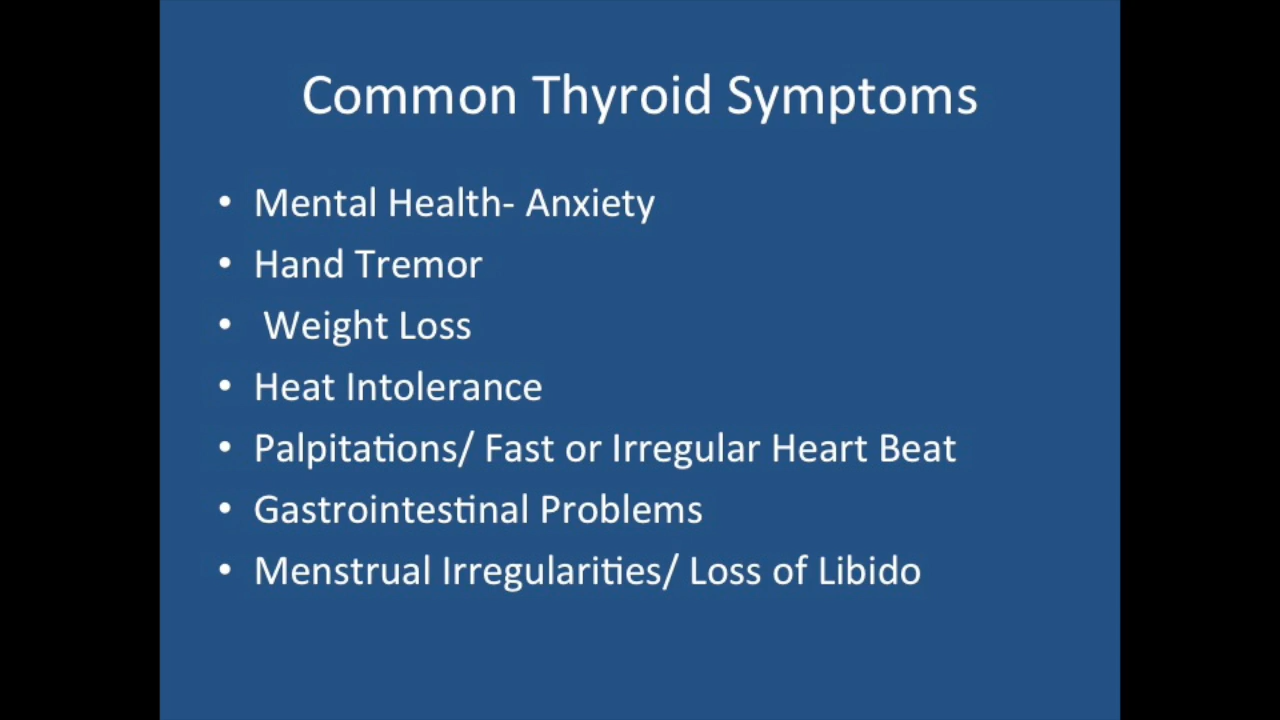 Common Thyroid Symptoms
• Mental Health- Anxiety
• Hand Tremor
• Weight Loss
• Heat Intolerance
• Palpitations/ Fast or Irregular Heart Beat
• Gastrointestinal Problems
• Menstrual Irregularities/ Loss of Libido